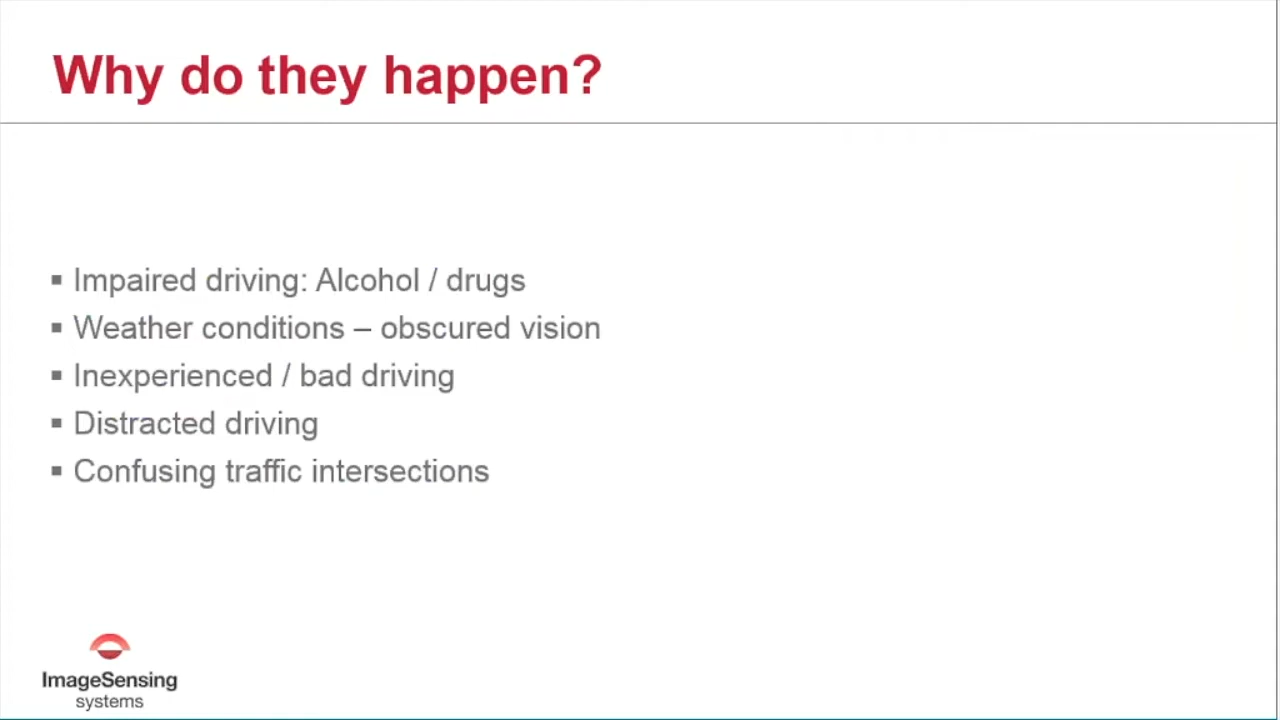 Why do they happen?
▪ Impaired driving: Alcohol / drugs
▪ Weather conditions – obscured vision
▪ Inexperienced / bad driving
▪ Distracted driving
▪ Confusing traffic intersections
ImageSensing
systems